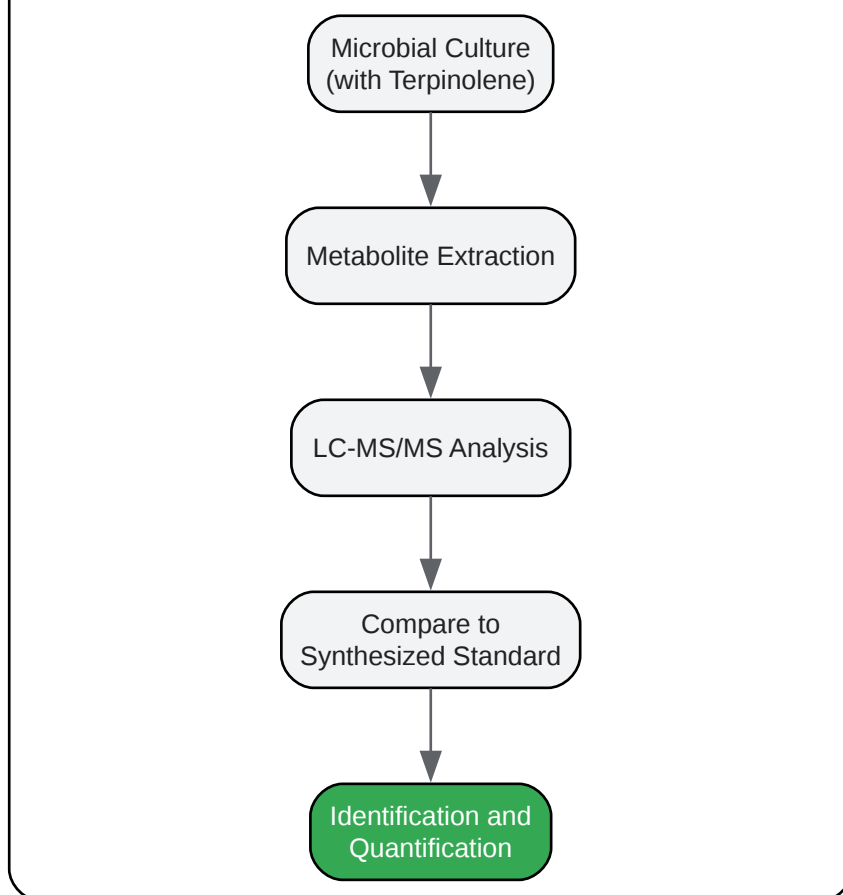 Microbial Culture
(with Terpinolene)
Metabolite Extraction
LC-MS/MS Analysis
Compare to
Synthesized Standard
Identification and
Quantification